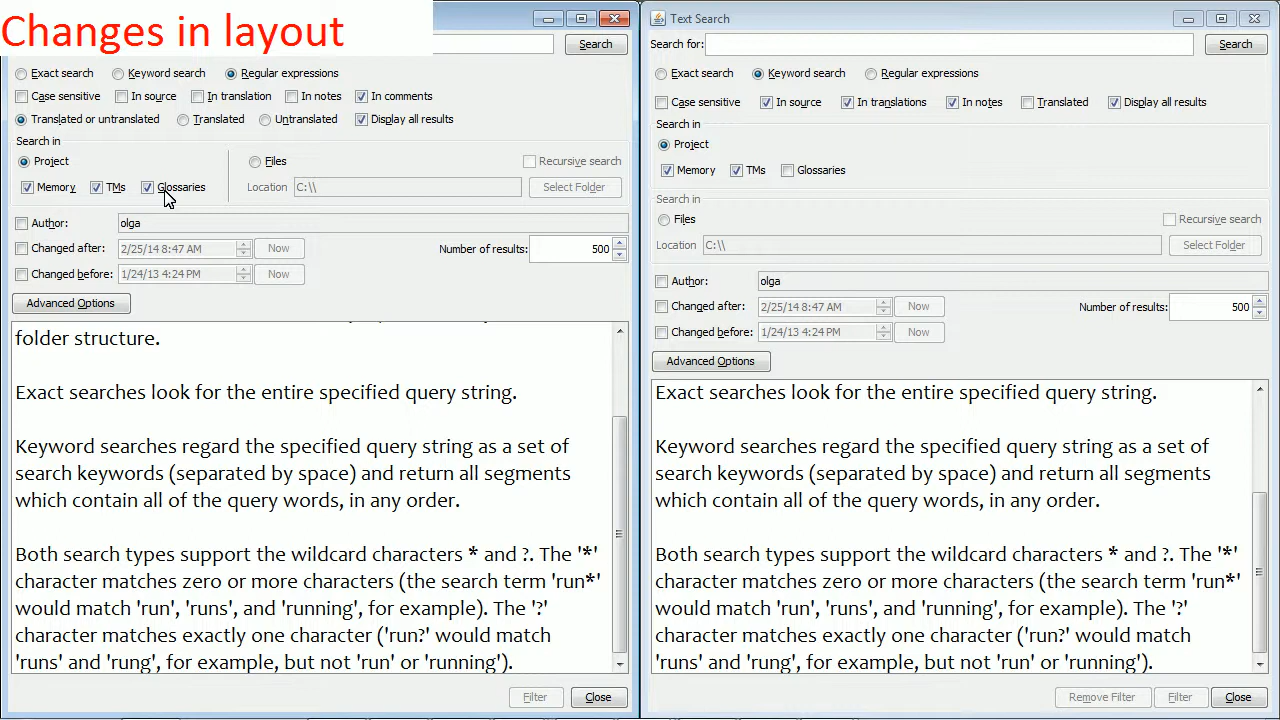 Changes in layout
Search
Exact search Keyword search Regular expressions
Case sensitive In source In translation In notes In comments
Translated or untranslated Translated Untranslated Display all results
Search in
Project Files Recursive search
Memory TMs Glossaries Location C:\\ Select Folder
Author: olga
Changed after: 2/25/14 8:47 AM Now Number of results: 500
Changed before: 1/24/13 4:24 PM Now
Advanced Options
folder structure.
Exact searches look for the entire specified query string.
Keyword searches regard the specified query string as a set of
search keywords (separated by space) and return all segments
which contain all of the query words, in any order.
Both search types support the wildcard characters * and ?. The '*'
character matches zero or more characters (the search term 'run*'
would match 'run', 'runs', and 'running', for example). The '?'
character matches exactly one character ('run?' would match
'runs' and 'rung', for example, but not 'run' or 'running').
Filter Close
Text Search
Search for: Search
Exact search Keyword search Regular expressions
Case sensitive In source In translations In notes Translated Display all results
Search in
Project
Memory TMs Glossaries
Search in
Files Recursive search
Location C:\\ Select Folder
Author: olga
Changed after: 2/25/14 8:47 AM Now Number of results: 500
Changed before: 1/24/13 4:24 PM Now
Advanced Options
Exact searches look for the entire specified query string.
Keyword searches regard the specified query string as a set of
search keywords (separated by space) and return all segments
which contain all of the query words, in any order.
Both search types support the wildcard characters * and ?. The '*'
character matches zero or more characters (the search term 'run*'
would match 'run', 'runs', and 'running', for example). The '?'
character matches exactly one character ('run?' would match
'runs' and 'rung', for example, but not 'run' or 'running').
Remove Filter Filter Close